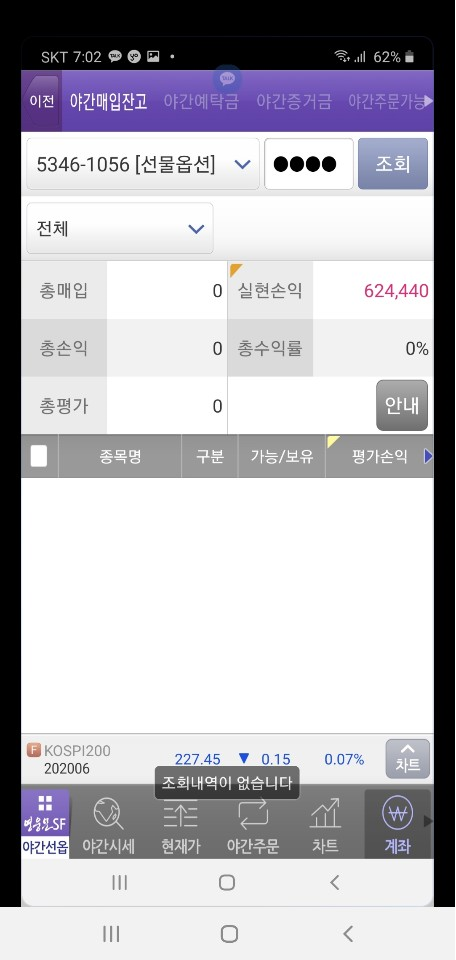 SKT 7:02 62%
이전 야간매입잔고 야간예탁금 야간증거금 야간주문가능
5346-1056 [선물옵션] ●●●● 조회
전체
총매입 0 실현손익 624,440
총손익 0 총수익률 0%
총평가 0 안내
종목명 구분 가능/보유 평가손익
F KOSPI200
202006 227.45 ▼ 0.15 0.07% 차트
조회내역이 없습니다
영웅문SF
야간선옵 야간시세 현재가 야간주문 차트 계좌